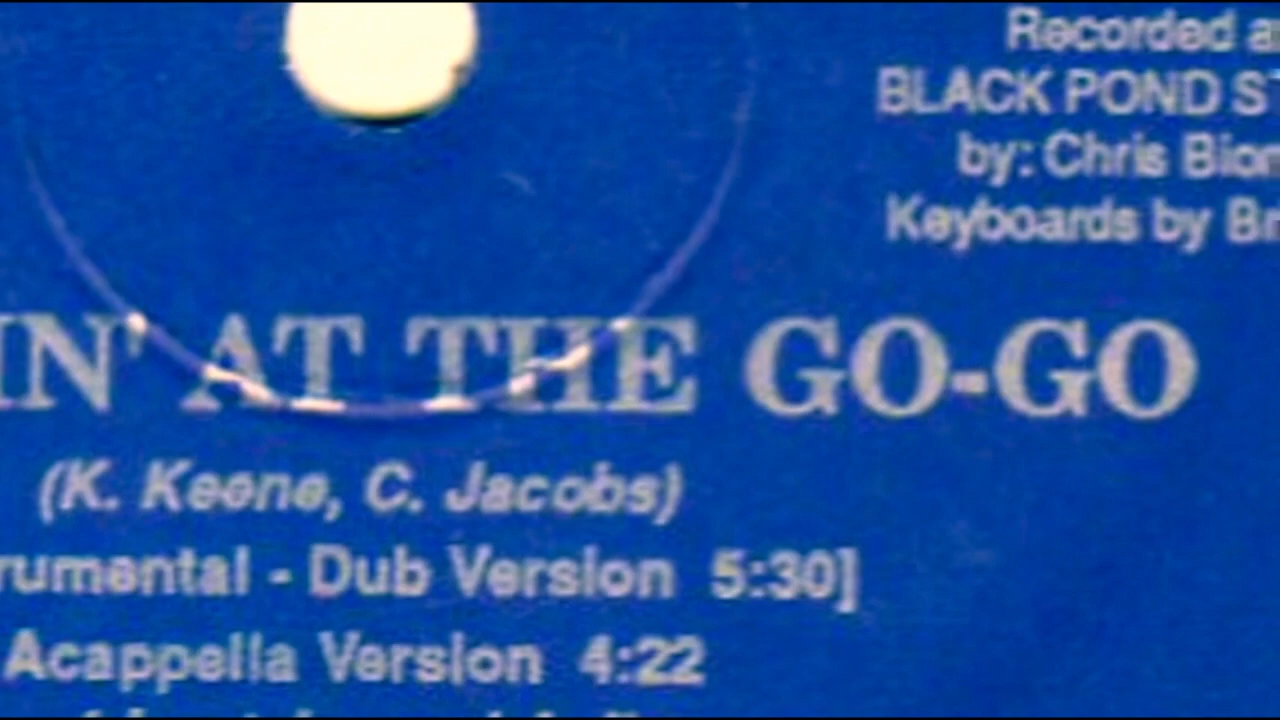 Recorded a
BLACK POND ST
by: Chris Bion
Keyboards by Br
IN' AT THE GO-GO
(K. Keene, C. Jacobs)
rumental - Dub Version 5:30]
Acappella Version 4:22